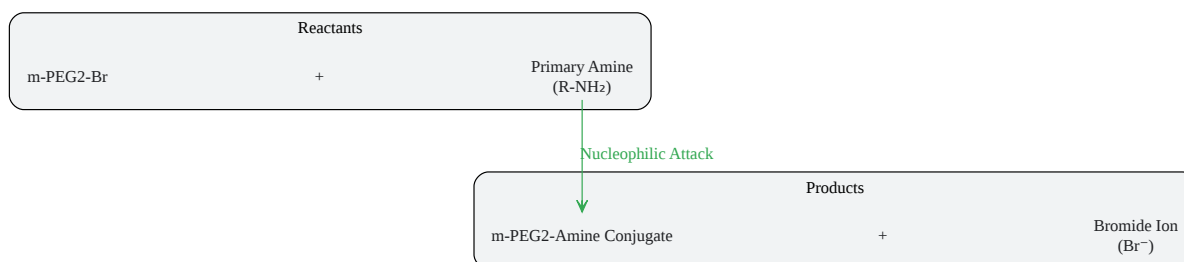 Reactants
m-PEG2-Br
+
Primary Amine
(R-NH₂)
Nucleophilic Attack
Products
m-PEG2-Amine Conjugate
+
Bromide Ion
(Br⁻)